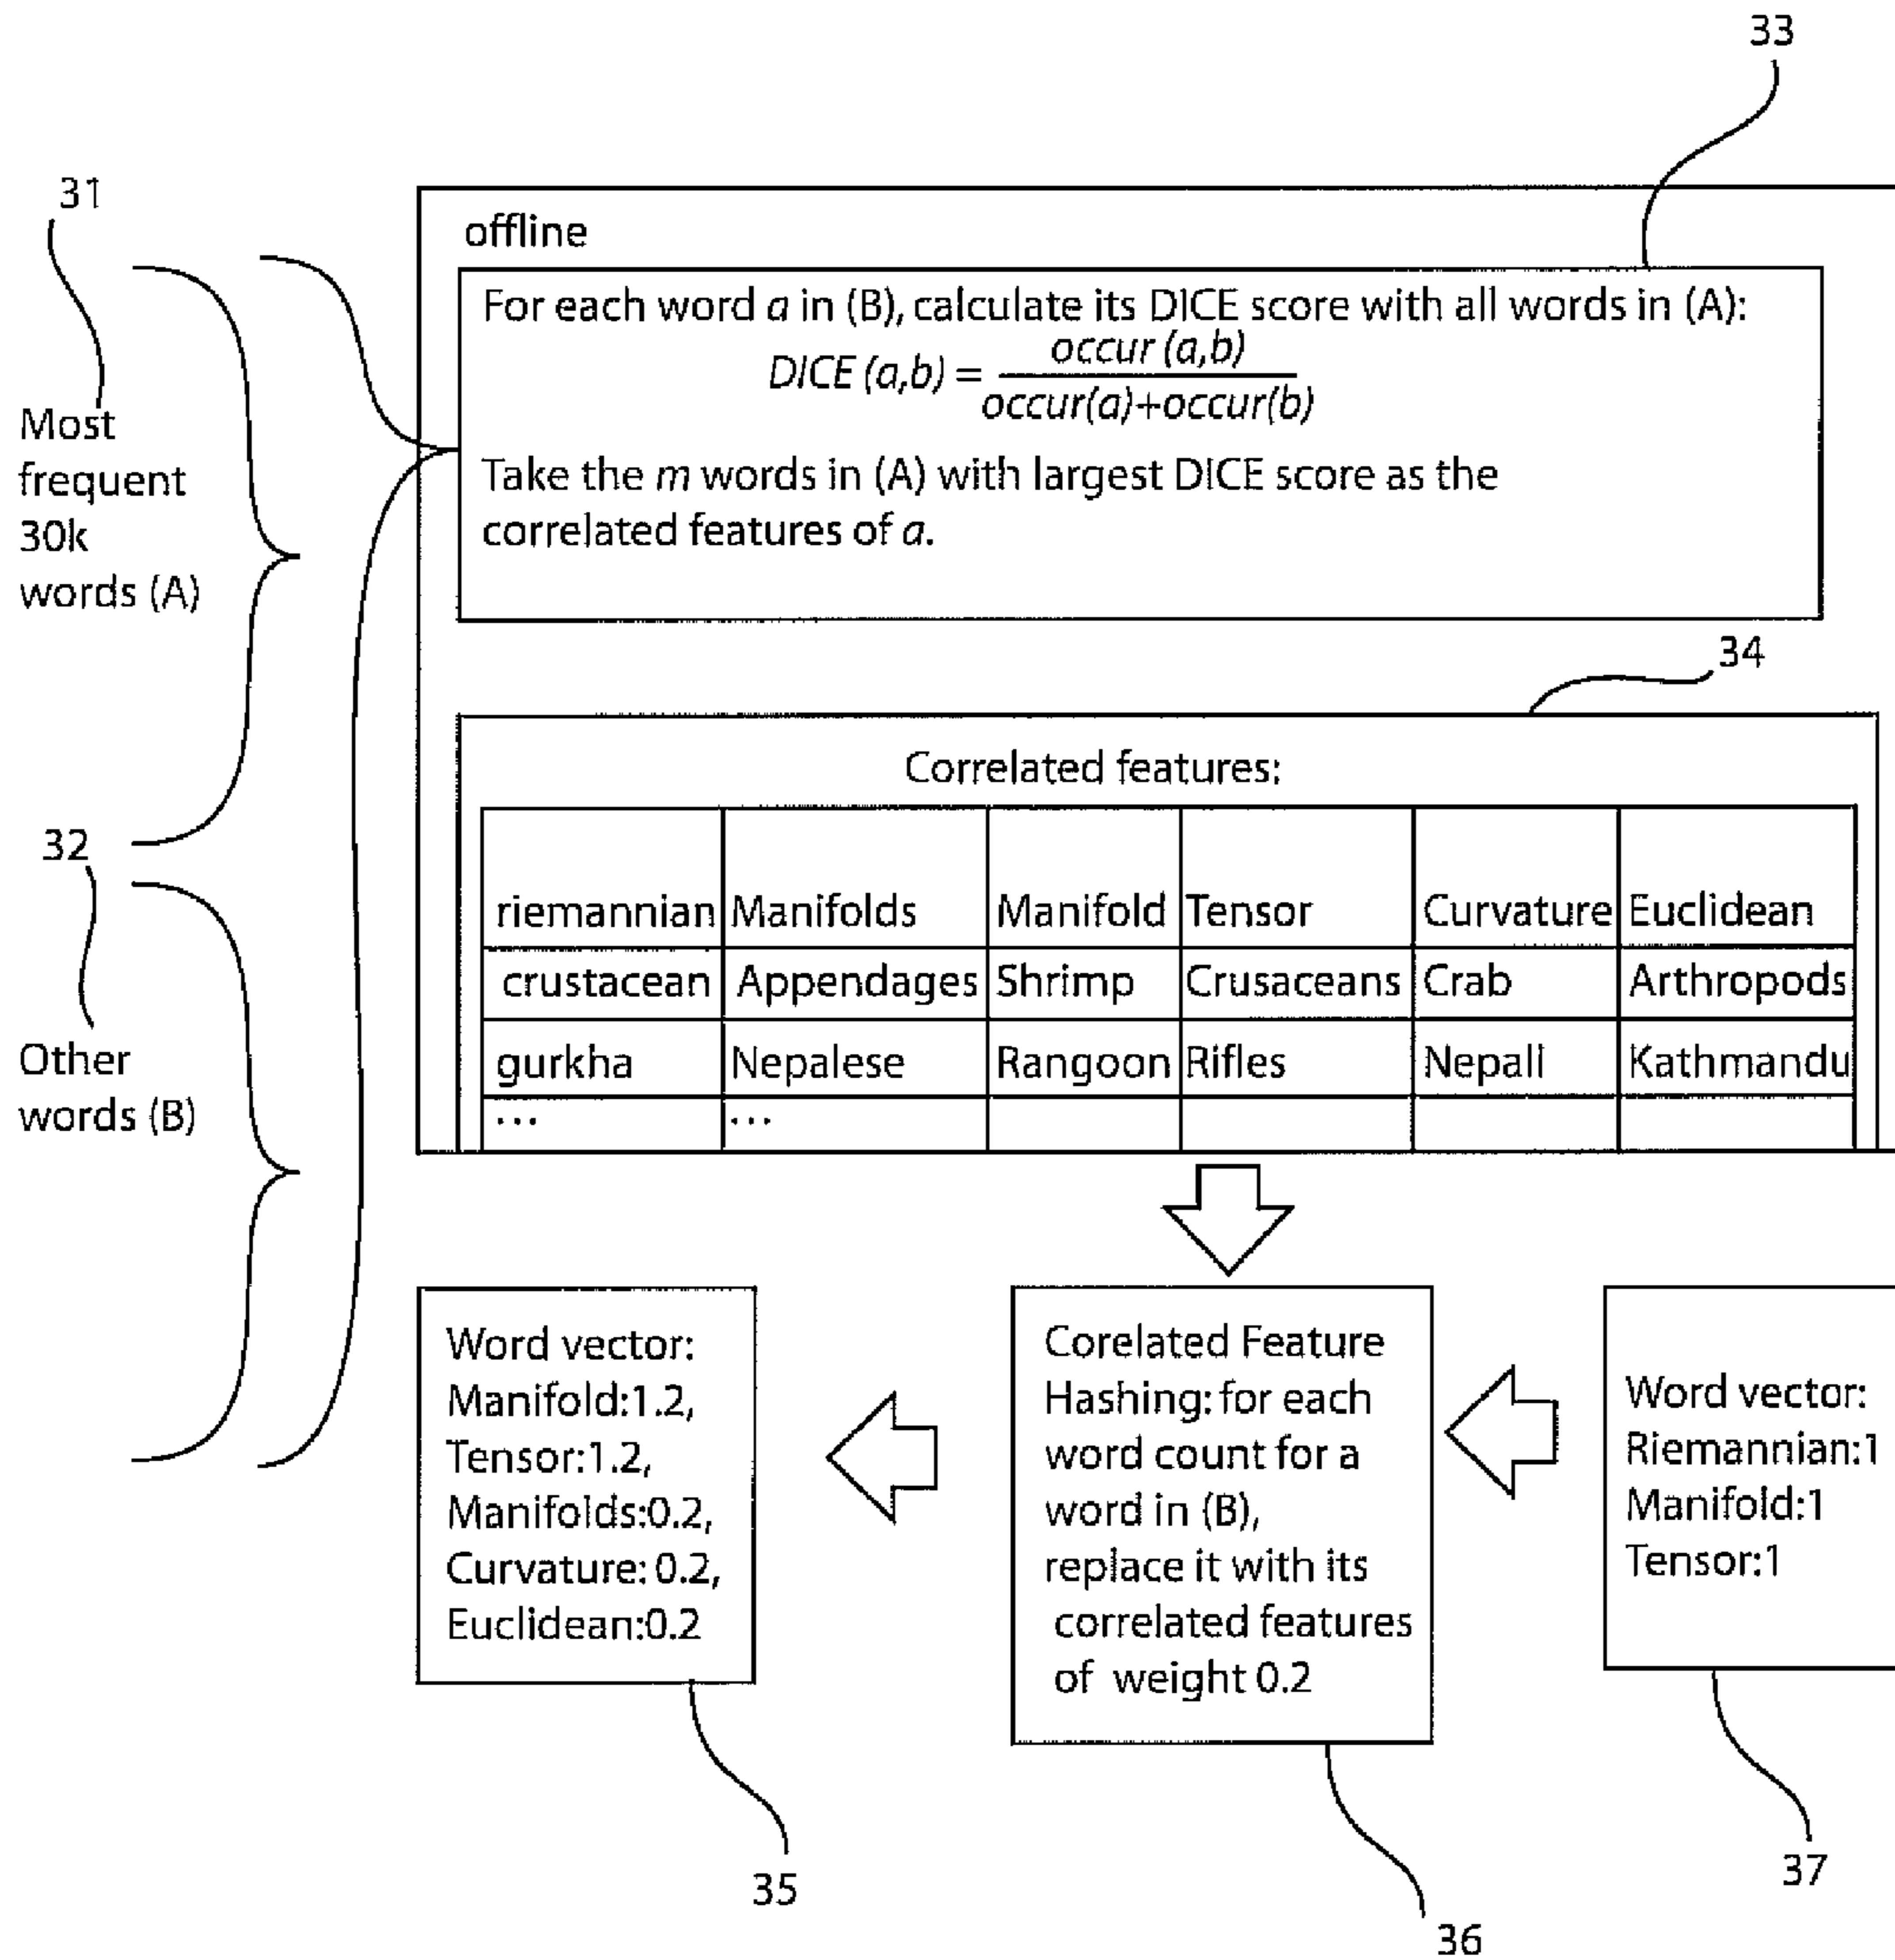 33
31
offline
For each word a in (B), calculate its DICE score with all words in (A):
DICE (a,b) = occur (a,b) / occur(a)+occur(b)
Take the m words in (A) with largest DICE score as the
correlated features of a.
Most
frequent
30k
words (A)
34
Correlated features:
riemannian Manifolds Manifold Tensor Curvature Euclidean
crustacean Appendages Shrimp Crusaceans Crab Arthropods
gurkha Nepalese Rangoon Rifles Nepall Kathmandu
... ...
32
Other
words (B)
Word vector:
Manifold:1.2,
Tensor:1.2,
Manifolds:0.2,
Curvature: 0.2,
Euclidean:0.2
Corelated Feature
Hashing: for each
word count for a
word in (B),
replace it with its
correlated features
of weight 0.2
Word vector:
Riemannian:1
Manifold:1
Tensor:1
35
36
37